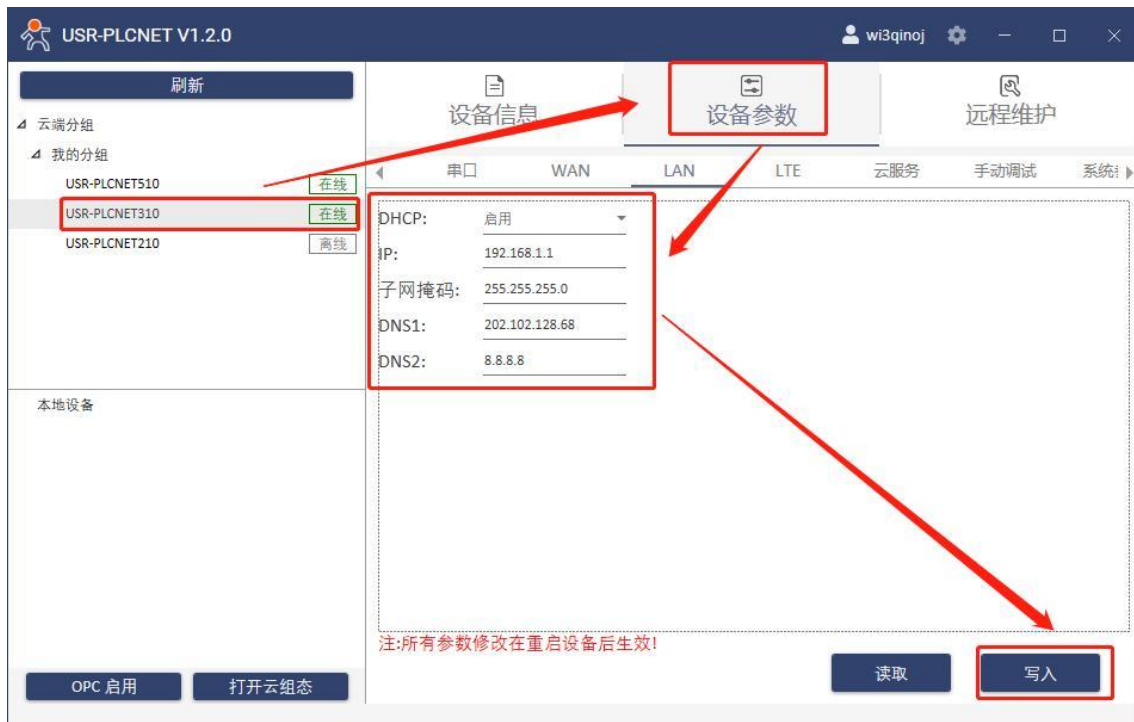 USR-PLCNET V1.2.0
wi3qinoj
刷新
云端分组
我的分组
USR-PLCNET510 在线
USR-PLCNET310 在线
USR-PLCNET210 离线
本地设备
OPC 启用
打开云组态
设备信息
设备参数
远程维护
串口 WAN LAN LTE 云服务 手动调试 系统
DHCP: 启用
IP: 192.168.1.1
子网掩码: 255.255.255.0
DNS1: 202.102.128.68
DNS2: 8.8.8.8
注:所有参数修改在重启设备后生效!
读取
写入